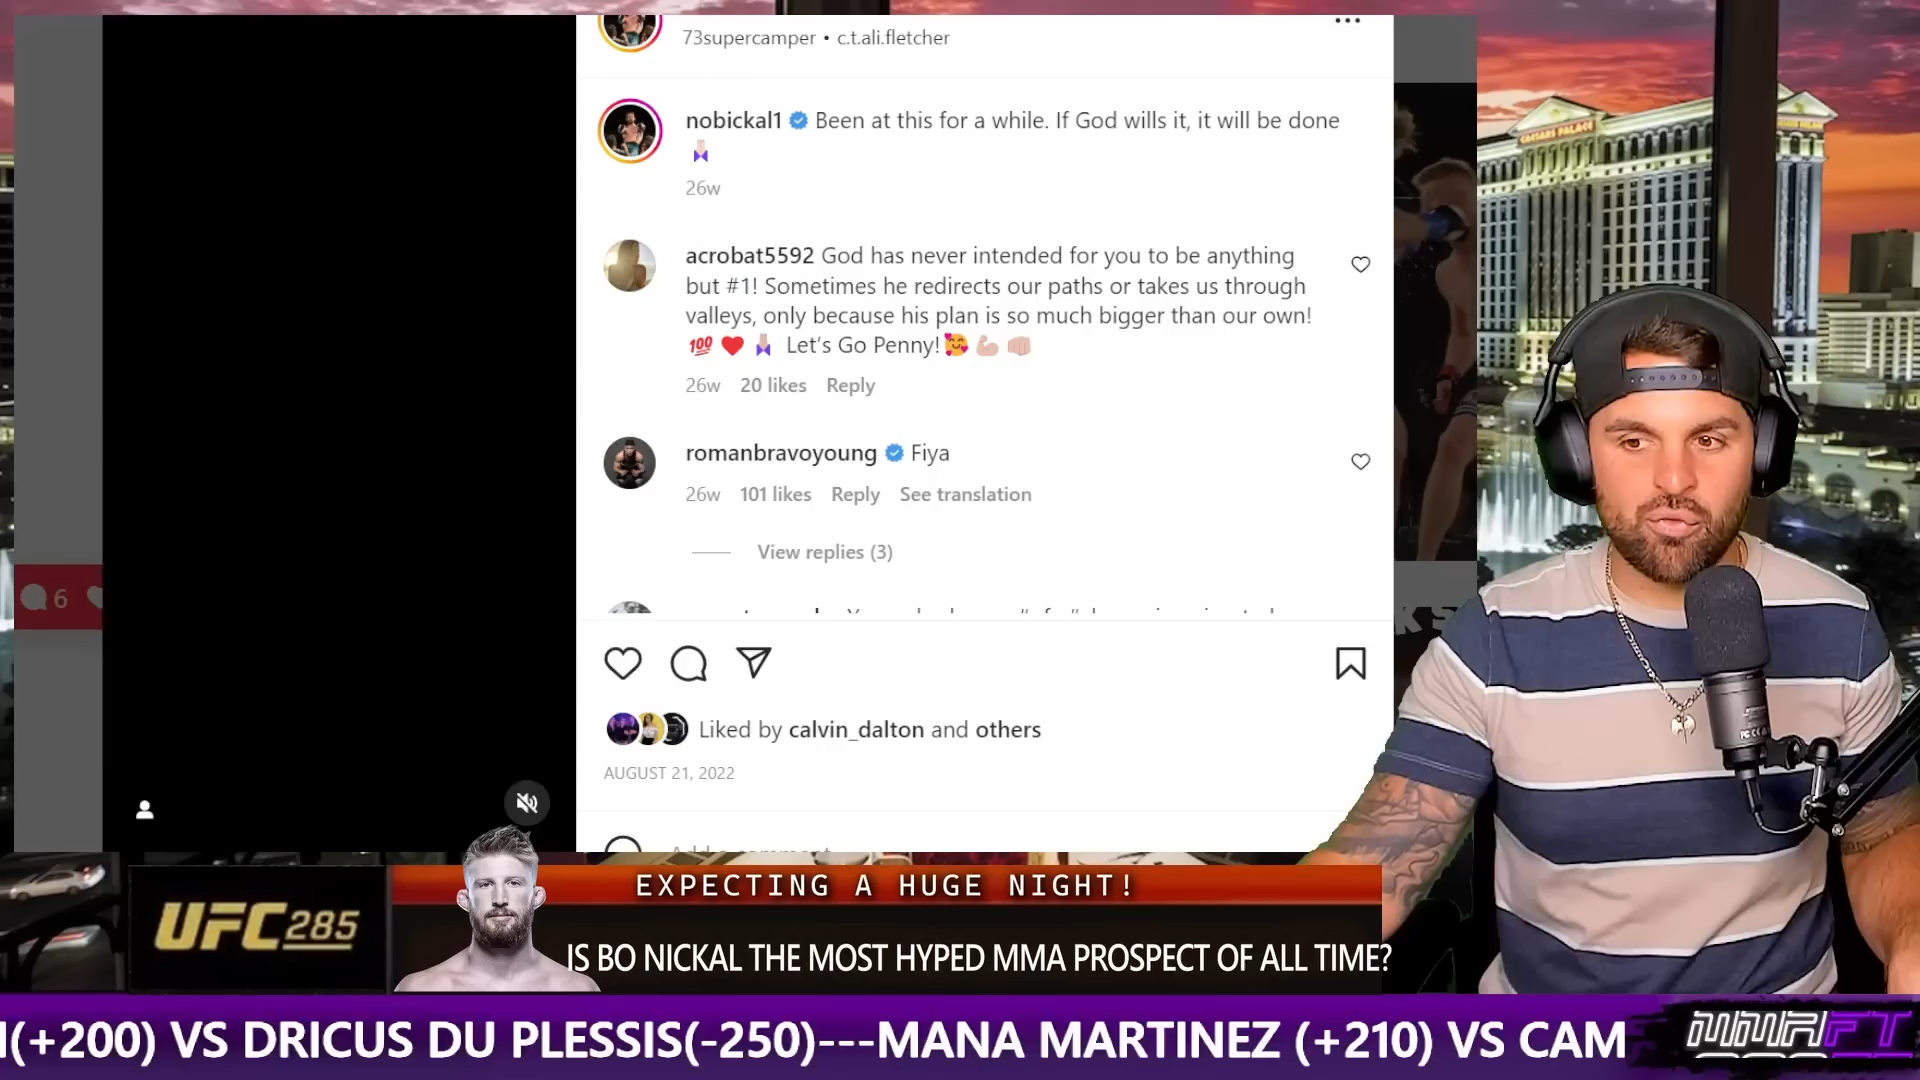 73supercamper • c.t.ali.fletcher
nobickal1 Been at this for a while. If God wills it, it will be done
26w
acrobat5592 God has never intended for you to be anything
but #1! Sometimes he redirects our paths or takes us through
valleys, only because his plan is so much bigger than our own!
💯 ❤️ Let's Go Penny!🥰 💪🏼 👊🏼
26w 20 likes Reply
romanbravoyoung Fiya
26w 101 likes Reply See translation
View replies (3)
6
Liked by calvin_dalton and others
AUGUST 21, 2022
CAESARS PALACE
EXPECTING A HUGE NIGHT!
UFC 285
IS BO NICKAL THE MOST HYPED MMA PROSPECT OF ALL TIME?
(+200) VS DRICUS DU PLESSIS(-250)---MANA MARTINEZ (+210) VS CAM